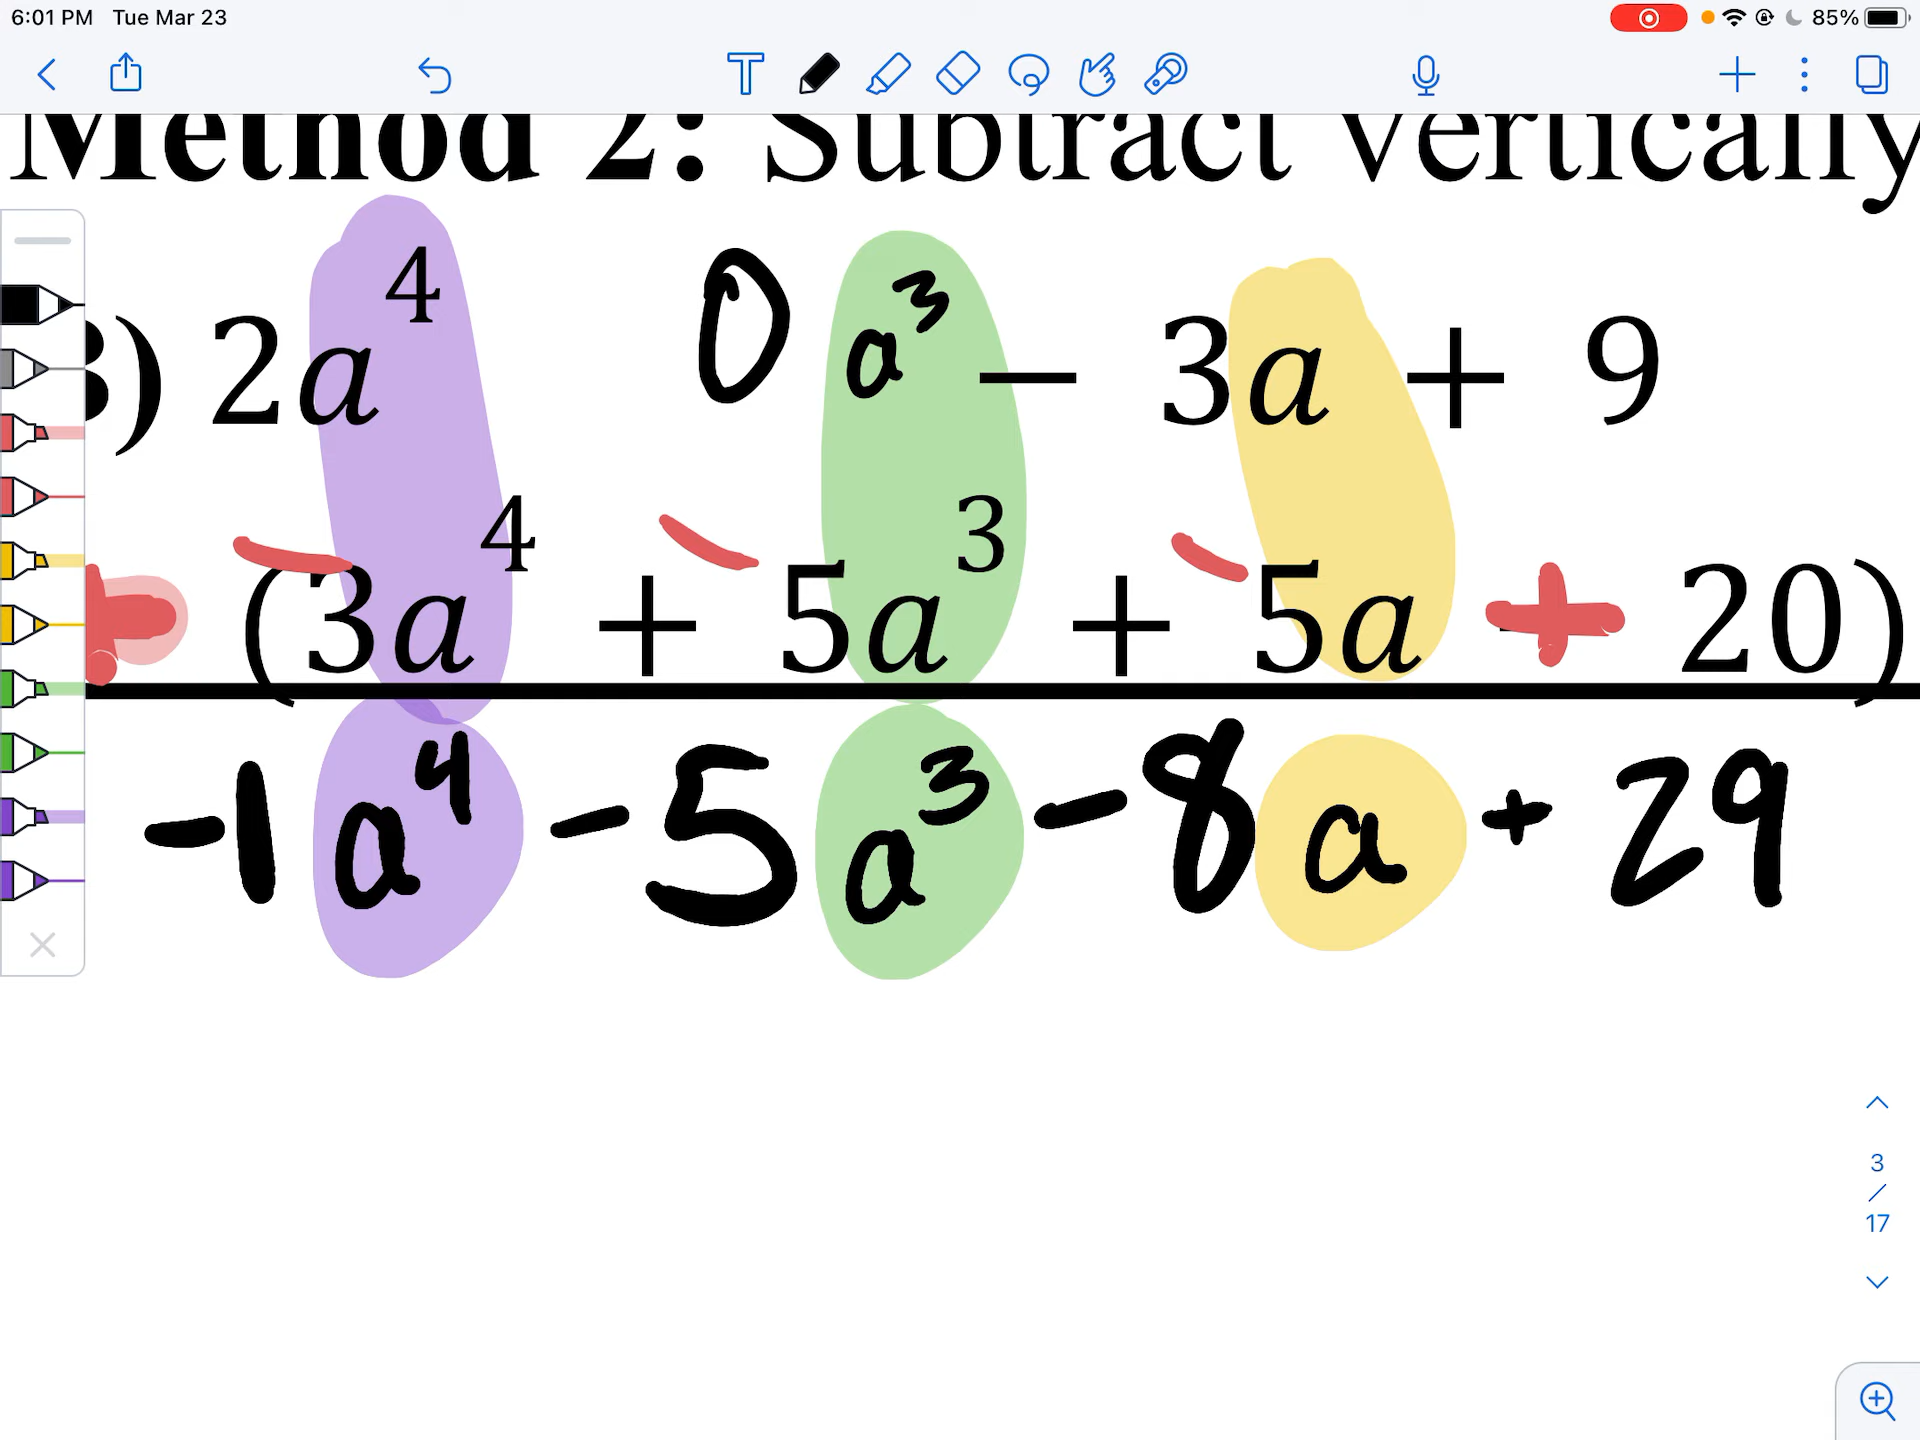 6:01 PM Tue Mar 23 85%
T
Method 2: Subtract Vertically
3) 2a⁴ 0a³ − 3a + 9
+ − (3a⁴ − + 5a³ − + 5a + 20)
-1a⁴ - 5a³ - 8a + 29
3
/
17